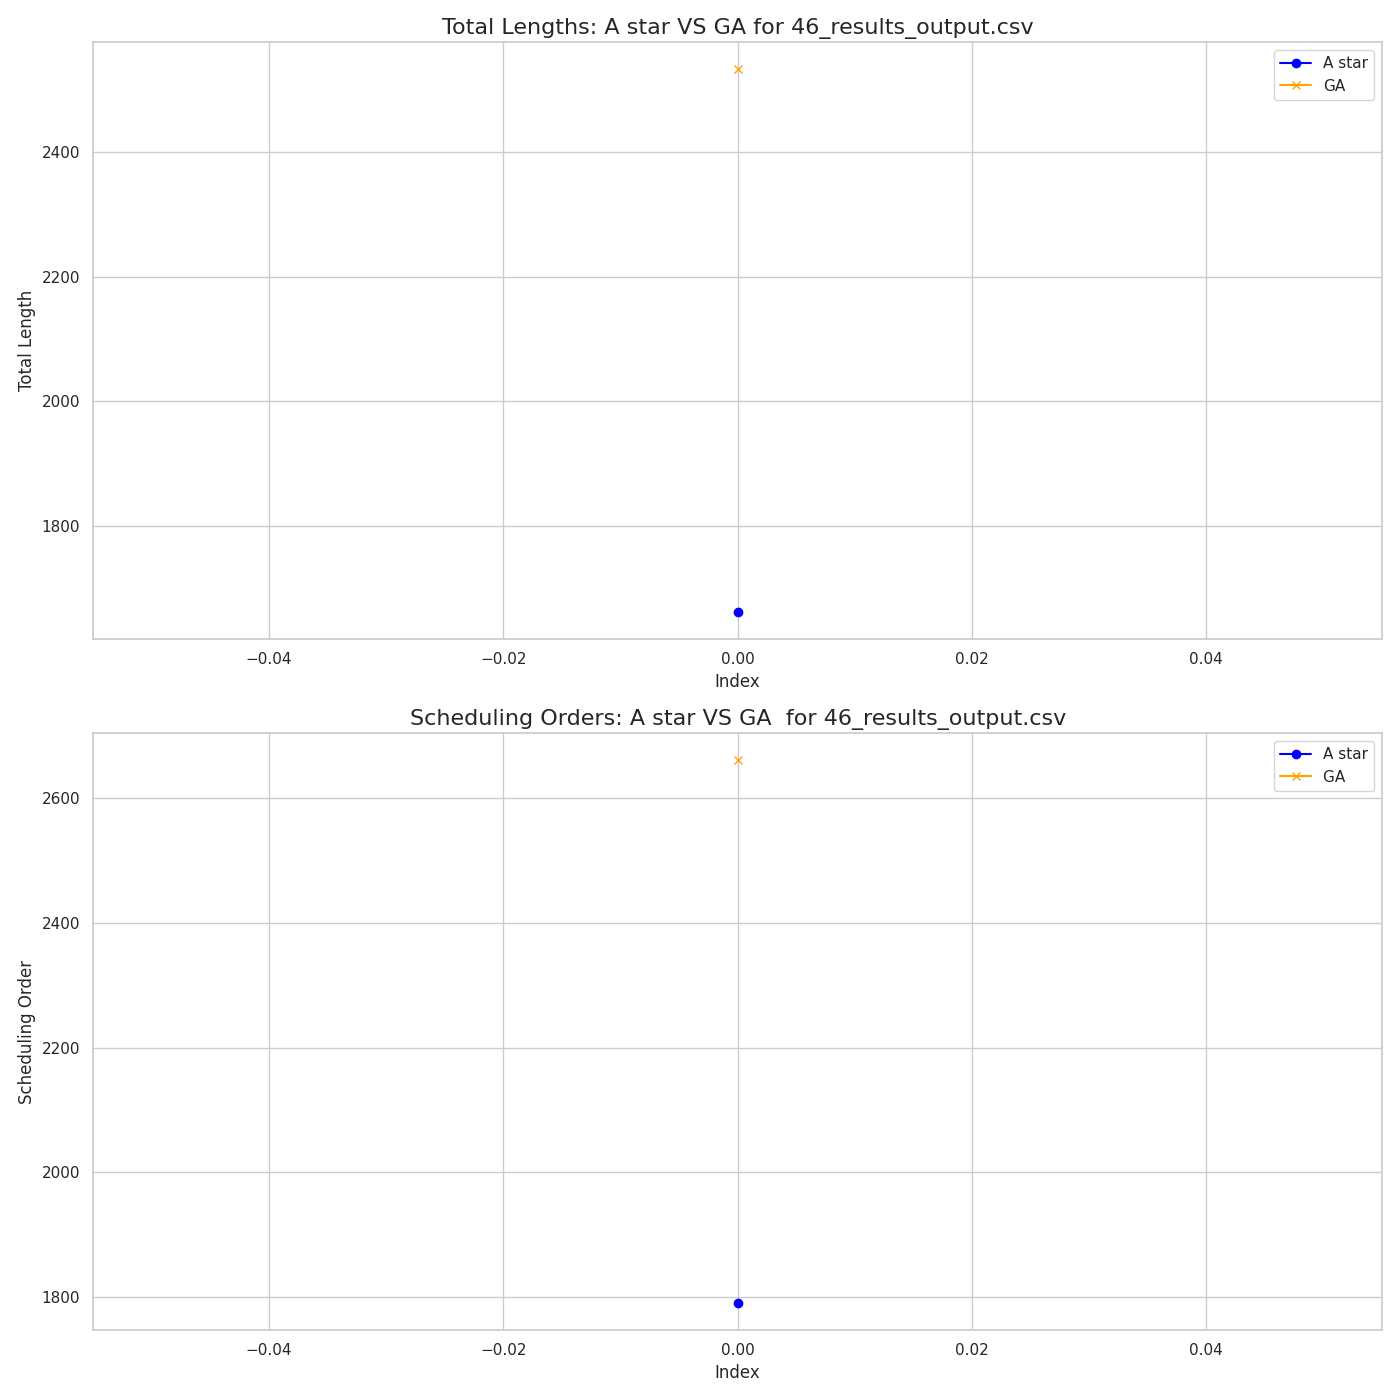 Total Lengths: A star VS GA for 46_results_output.csv
A star
GA
2400
2200
2000
1800
Total Length
−0.04
−0.02
0.00
0.02
0.04
Index
Scheduling Orders: A star VS GA  for 46_results_output.csv
A star
GA
2600
2400
2200
2000
1800
Scheduling Order
−0.04
−0.02
0.00
0.02
0.04
Index